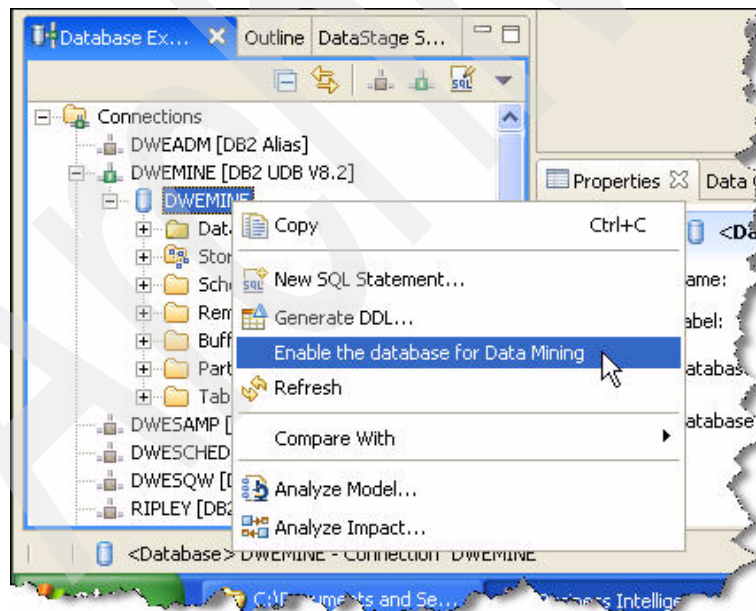 Database Ex... Outline DataStage S...
Connections
DWEADM [DB2 Alias]
DWEMINE [DB2 UDB V8.2]
Properties Data
DWEMINE
Copy Ctrl+C
New SQL Statement...
Generate DDL...
Enable the database for Data Mining
Refresh
Compare With
DWESAMP [
DWESCHED
DWESQW [
Analyze Model...
RIPLEY [DB2
Analyze Impact...
<Database> DWEMINE - Connection DWEMINE